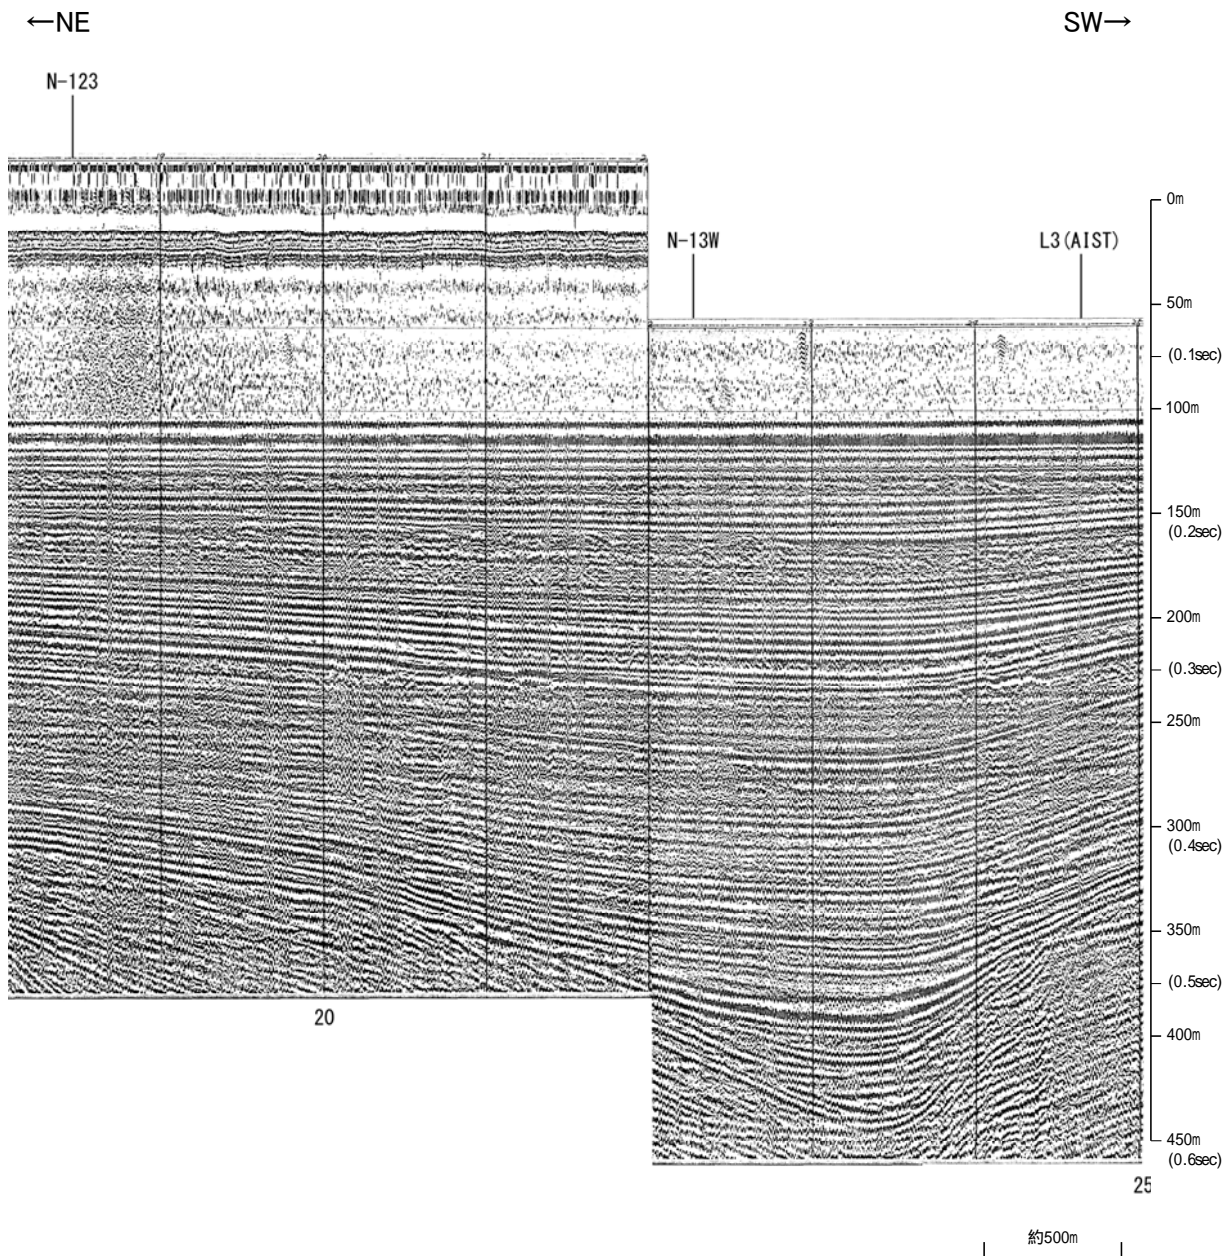 ←NE
SW→
N-123
0m
N-13W
L3(AIST)
50m
(0.1sec)
100m
150m
(0.2sec)
200m
(0.3sec)
250m
300m
(0.4sec)
350m
(0.5sec)
20
400m
450m
(0.6sec)
25
約500m